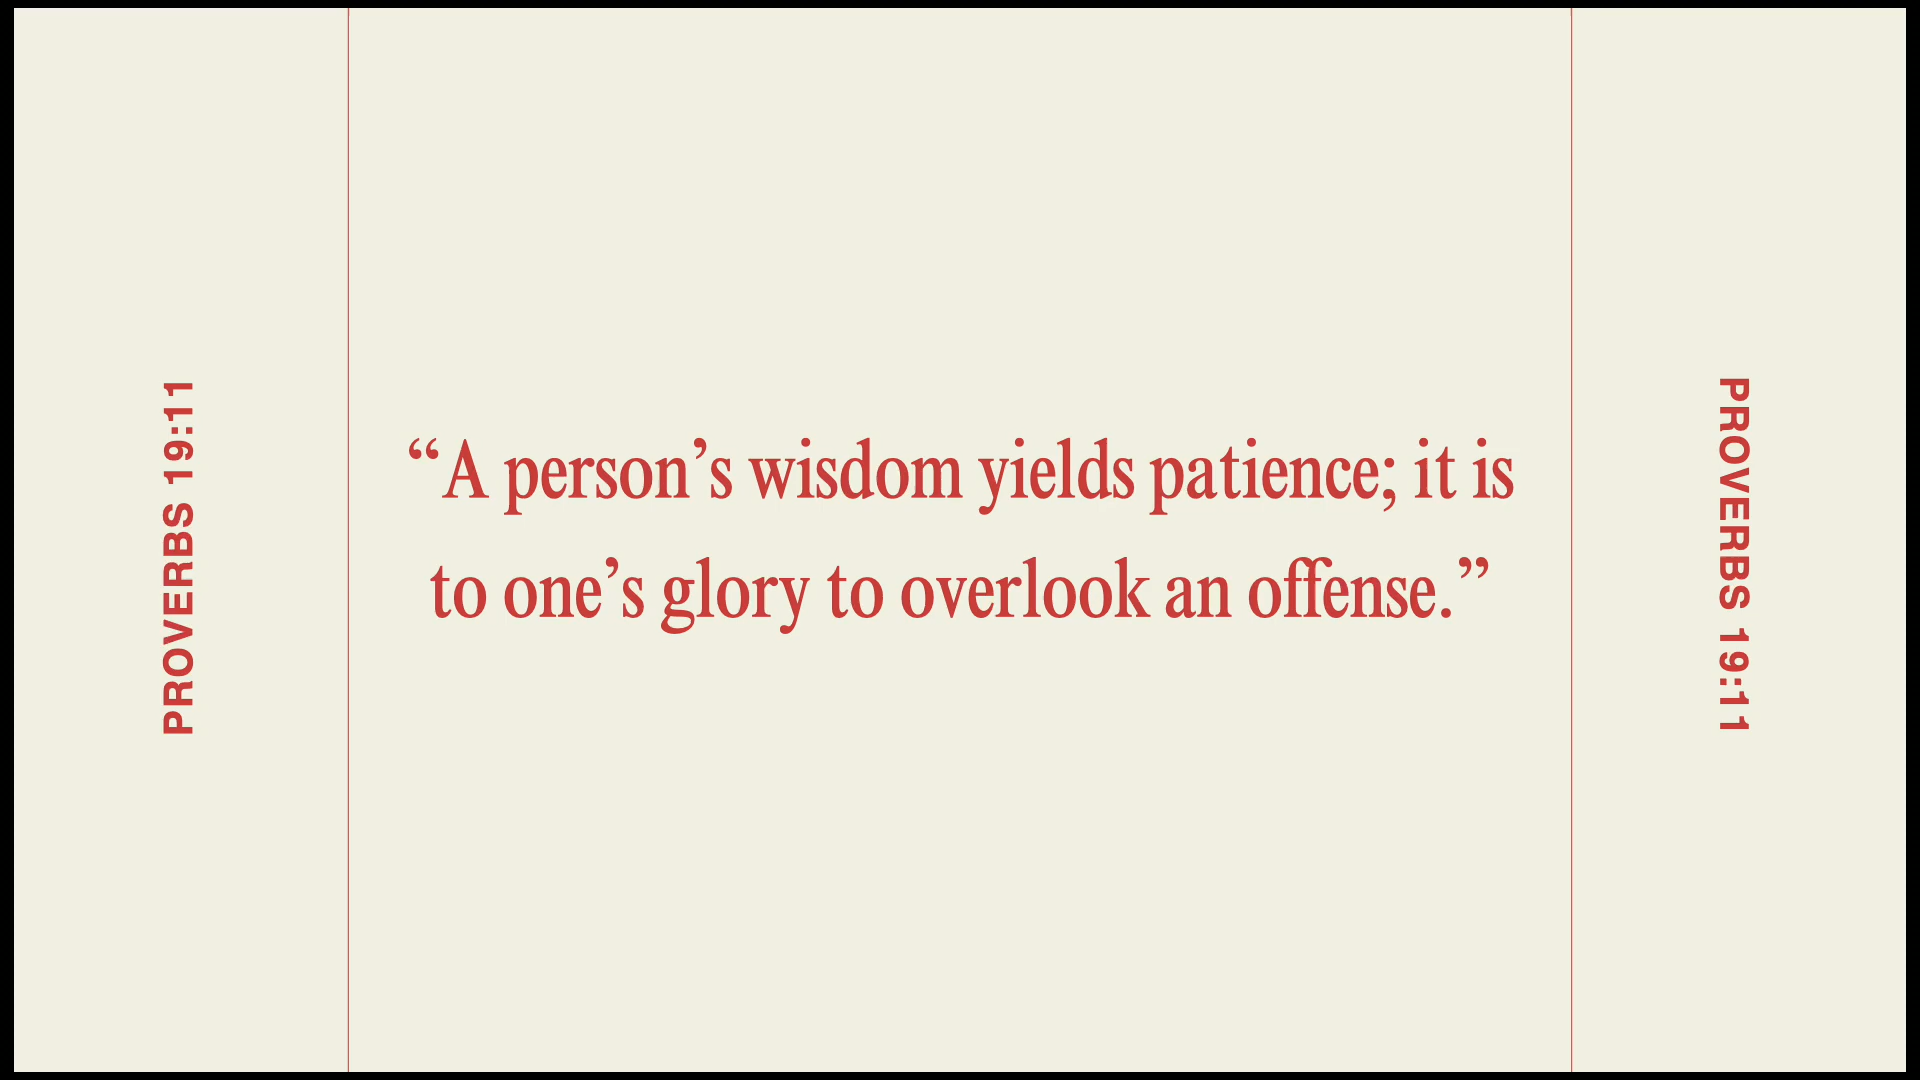 PROVERBS 19:11
“A person’s wisdom yields patience; it is
to one’s glory to overlook an offense.”
PROVERBS 19:11